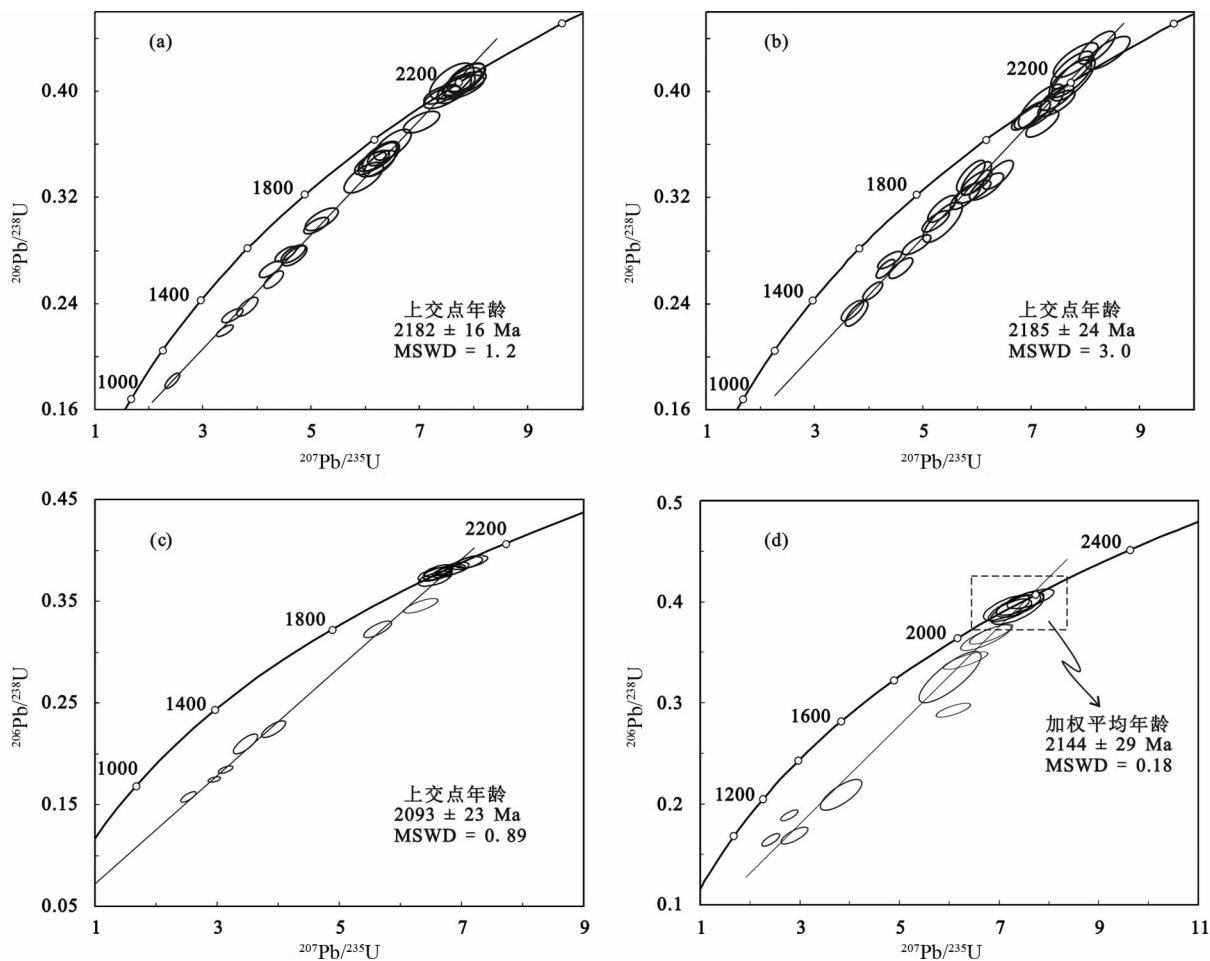 (a)
2200
0.40
0.32
1800
²⁰⁶Pb/²³⁸U
1400
0.24
上交点年龄
2182 ± 16 Ma
MSWD = 1.2
1000
0.16
1 3 5 7 9
²⁰⁷Pb/²³⁵U
(b)
2200
0.40
0.32
1800
²⁰⁶Pb/²³⁸U
1400
0.24
上交点年龄
2185 ± 24 Ma
MSWD = 3.0
1000
0.16
1 3 5 7 9
²⁰⁷Pb/²³⁵U
0.45
(c)
2200
0.35
1800
²⁰⁶Pb/²³⁸U
0.25
1400
1000
0.15
上交点年龄
2093 ± 23 Ma
MSWD = 0.89
0.05
1 3 5 7 9
²⁰⁷Pb/²³⁵U
0.5
(d)
2400
0.4
2000
0.3
²⁰⁶Pb/²³⁸U
1600
加权平均年龄
2144 ± 29 Ma
MSWD = 0.18
0.2
1200
0.1
1 3 5 7 9 11
²⁰⁷Pb/²³⁵U